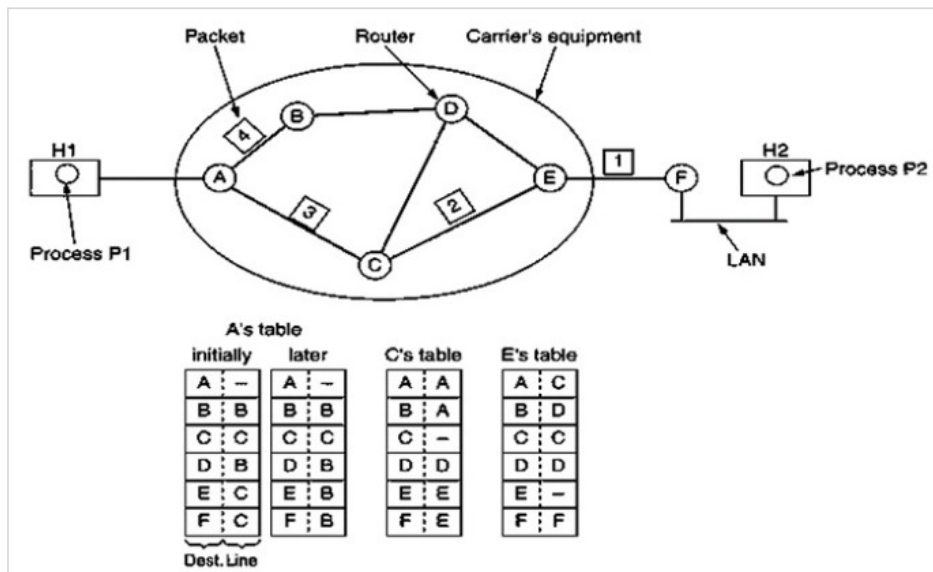 Packet Router Carrier's equipment
B D
4
H1 1 H2
A E F Process P2
3 2
Process P1 C LAN
A's table
initially later C's table E's table
A – A – A A A C
B B B B B A B D
C C C C C – C C
D B D B D D D D
E C E B E E E –
F C F B F E F F
Dest. Line